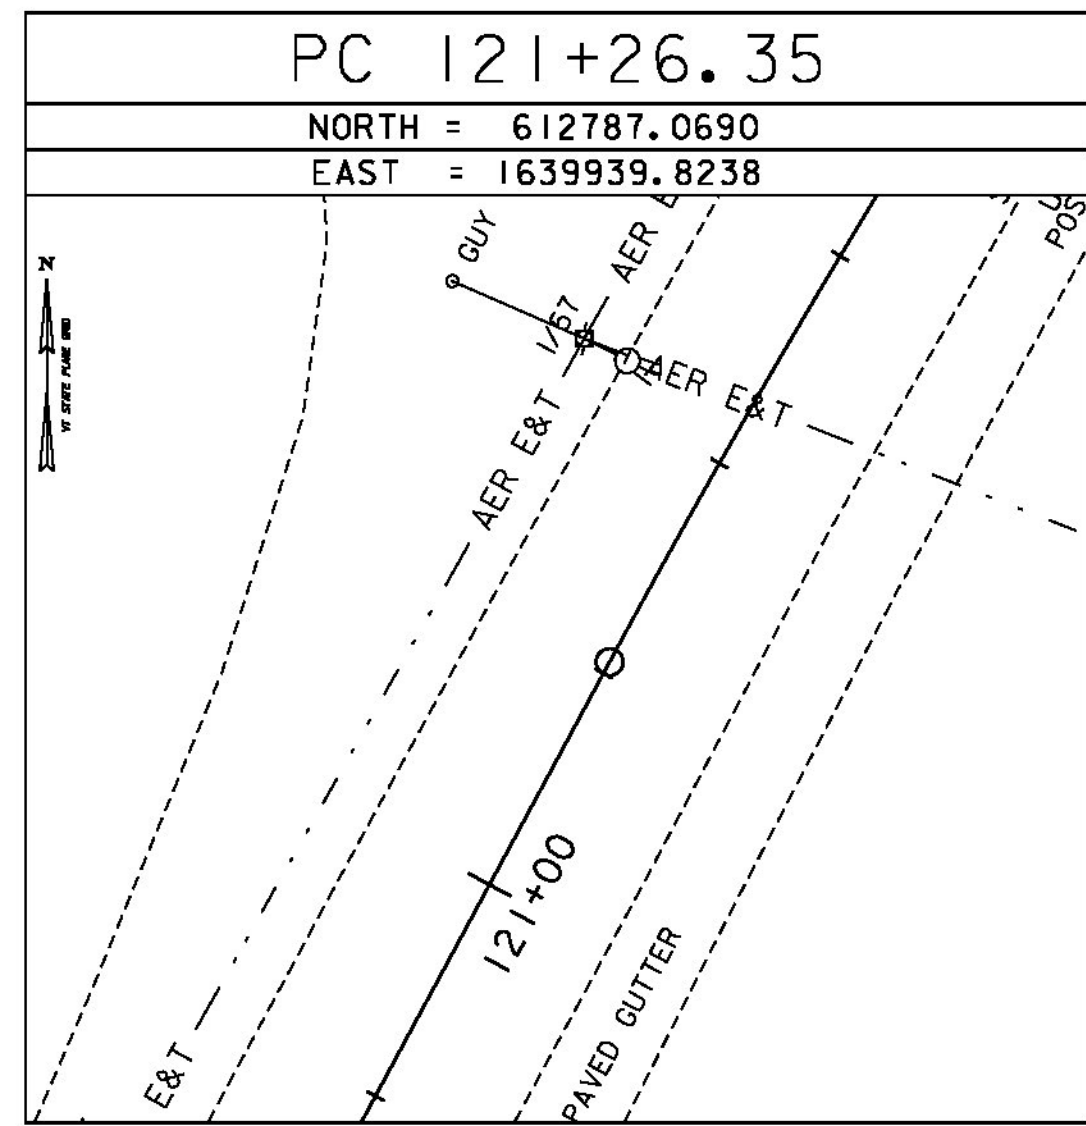 PC 121+26.35
NORTH = 612787.0690
EAST = 1639939.8238
POS
GUY
AER E
N
VT STATE PLANE GRID
1/67
AER E&T
AER E&T
121+00
PAVED GUTTER
E&T